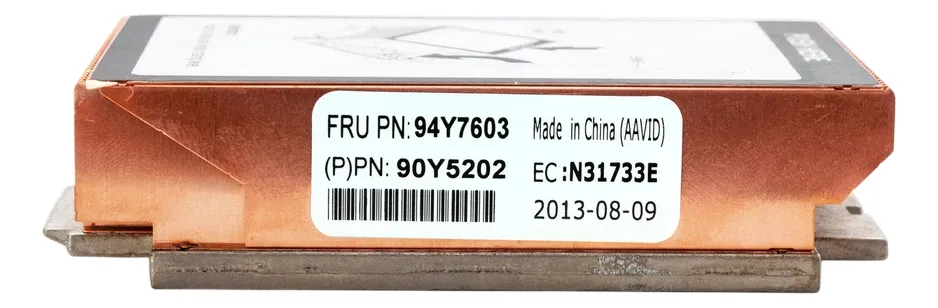 FRU PN: 94Y7603
Made in China (AAVID)
(P)PN: 90Y5202
EC :N31733E
2013-08-09